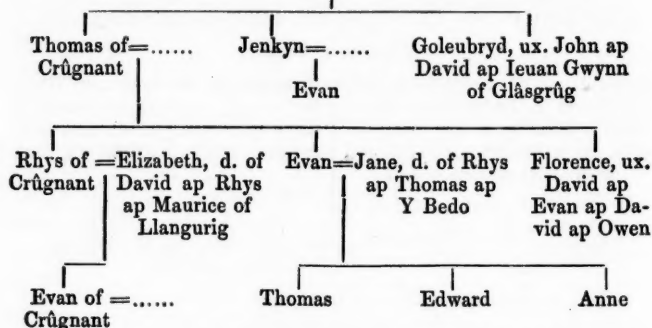 Thomas of=...... Jenkyn=...... Goleubryd, ux. John ap
Crûgnant David ap Ieuan Gwynn
Evan of Glâsgrûg
Rhys of =Elizabeth, d. of Evan=Jane, d. of Rhys Florence, ux.
Crûgnant David ap Rhys ap Thomas ap David ap
ap Maurice of Y Bedo Evan ap Da-
Llangurig vid ap Owen
Evan of =...... Thomas Edward Anne
Crûgnant